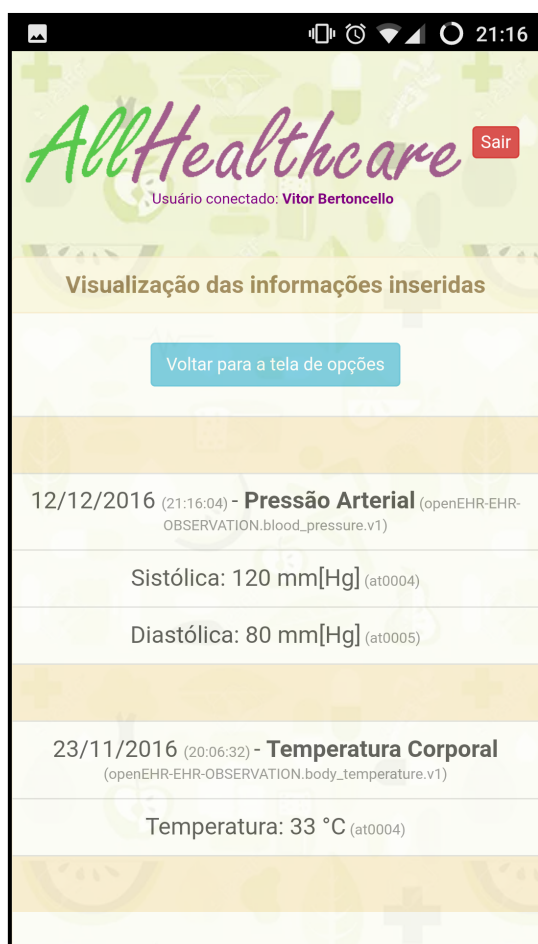 21:16
AllHealthcare
Sair
Usuário conectado: Vitor Bertoncello
Visualização das informações inseridas
Voltar para a tela de opções
12/12/2016 (21:16:04) - Pressão Arterial (openEHR-EHR-
OBSERVATION.blood_pressure.v1)
Sistólica: 120 mm[Hg] (at0004)
Diastólica: 80 mm[Hg] (at0005)
23/11/2016 (20:06:32) - Temperatura Corporal
(openEHR-EHR-OBSERVATION.body_temperature.v1)
Temperatura: 33 °C (at0004)